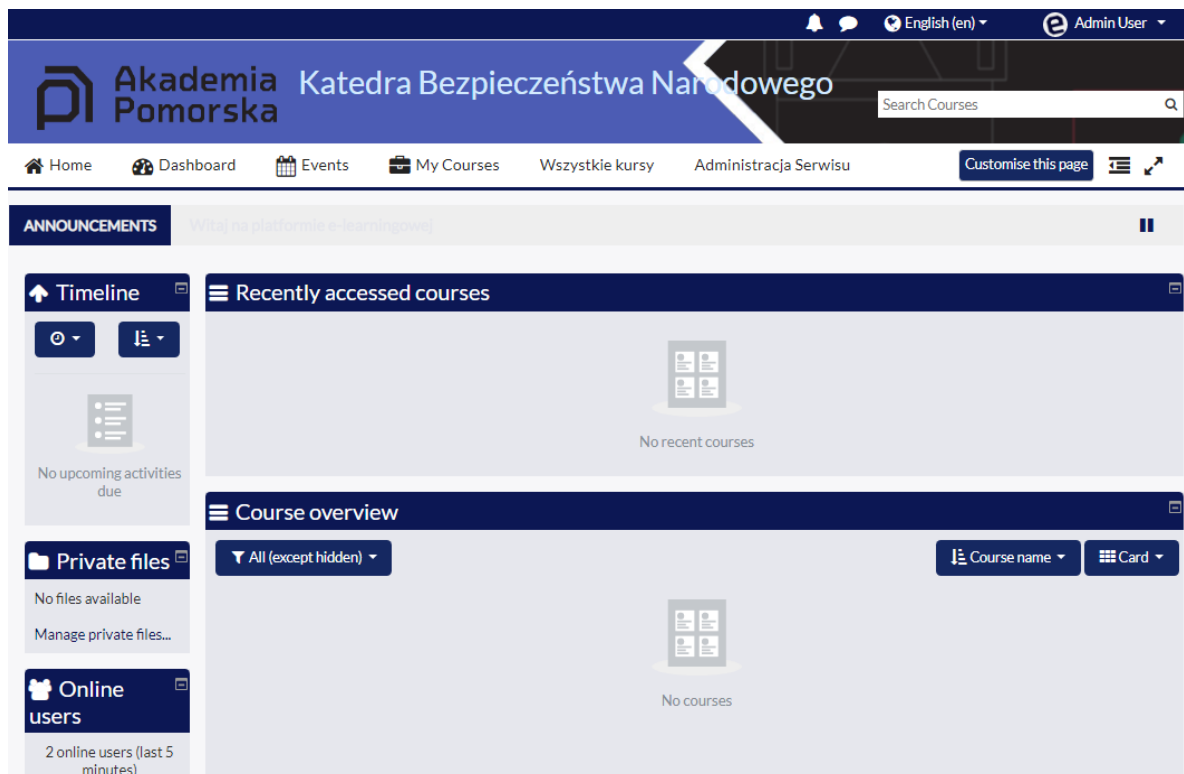 English (en)
Admin User
Akademia
Pomorska
Katedra Bezpieczeństwa Narodowego
Search Courses
Home
Dashboard
Events
My Courses
Wszystkie kursy
Administracja Serwisu
Customise this page
ANNOUNCEMENTS
Witaj na platformie e-learningowej
Timeline
No upcoming activities
due
Recently accessed courses
No recent courses
Course overview
All (except hidden)
Course name
Card
No courses
Private files
No files available
Manage private files...
Online
users
2 online users (last 5
minutes)